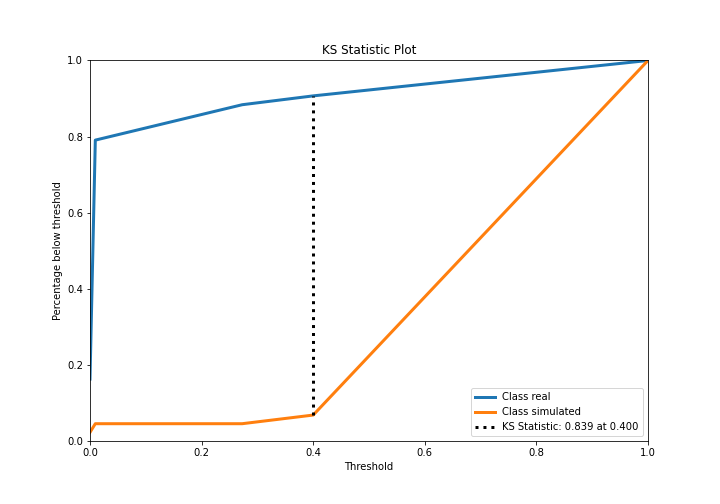 KS Statistic Plot
1.0
0.8
0.6
0.4
0.2
0.0
Percentage below threshold
0.0 0.2 0.4 0.6 0.8 1.0
Threshold
Class real
Class simulated
KS Statistic: 0.839 at 0.400